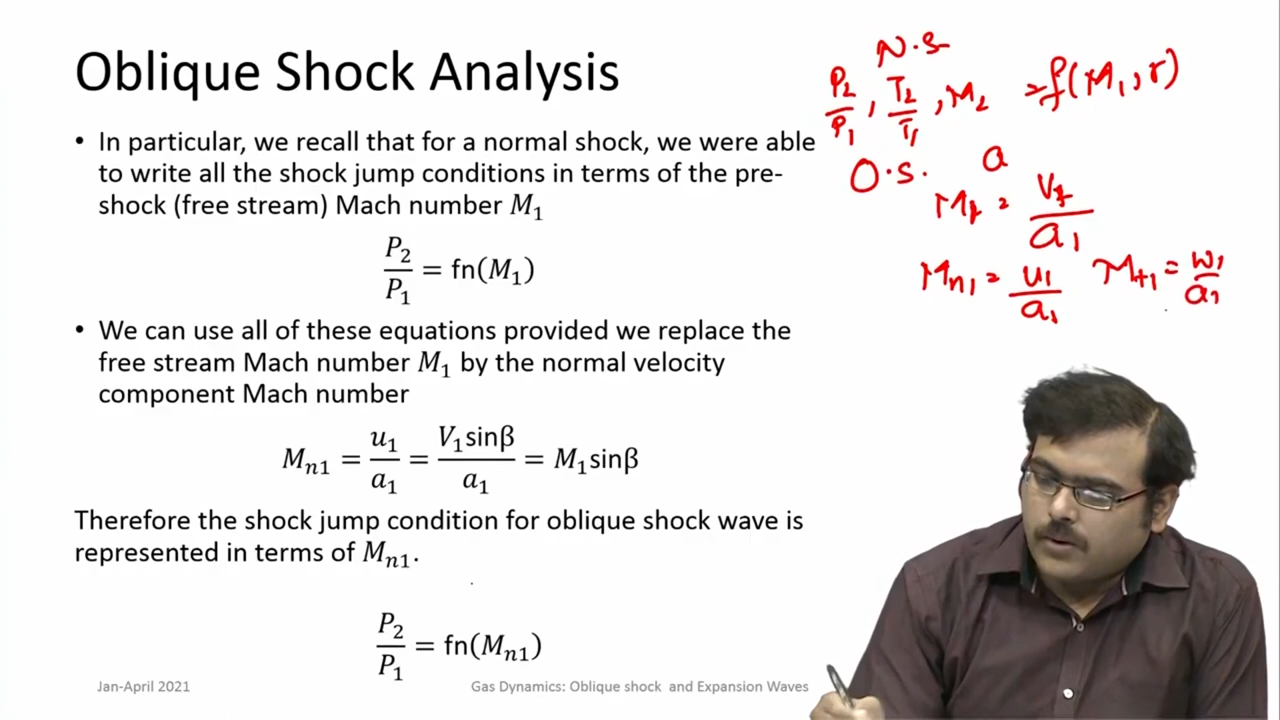 Oblique Shock Analysis
• In particular, we recall that for a normal shock, we were able
to write all the shock jump conditions in terms of the pre-
shock (free stream) Mach number M₁
P₂/P₁ = fn(M₁)
• We can use all of these equations provided we replace the
free stream Mach number M₁ by the normal velocity
component Mach number
Mₙ₁ = u₁/a₁ = V₁sinβ/a₁ = M₁sinβ
Therefore the shock jump condition for oblique shock wave is
represented in terms of Mₙ₁.
P₂/P₁ = fn(Mₙ₁)
Jan-April 2021
Gas Dynamics: Oblique shock and Expansion Waves
N.S
P₂/P₁, T₂/T₁, M₂ = f(M₁, γ)
O.S. a
Mₙ₁ = u₁/a₁ Mₜ₁ = w₁/a₁